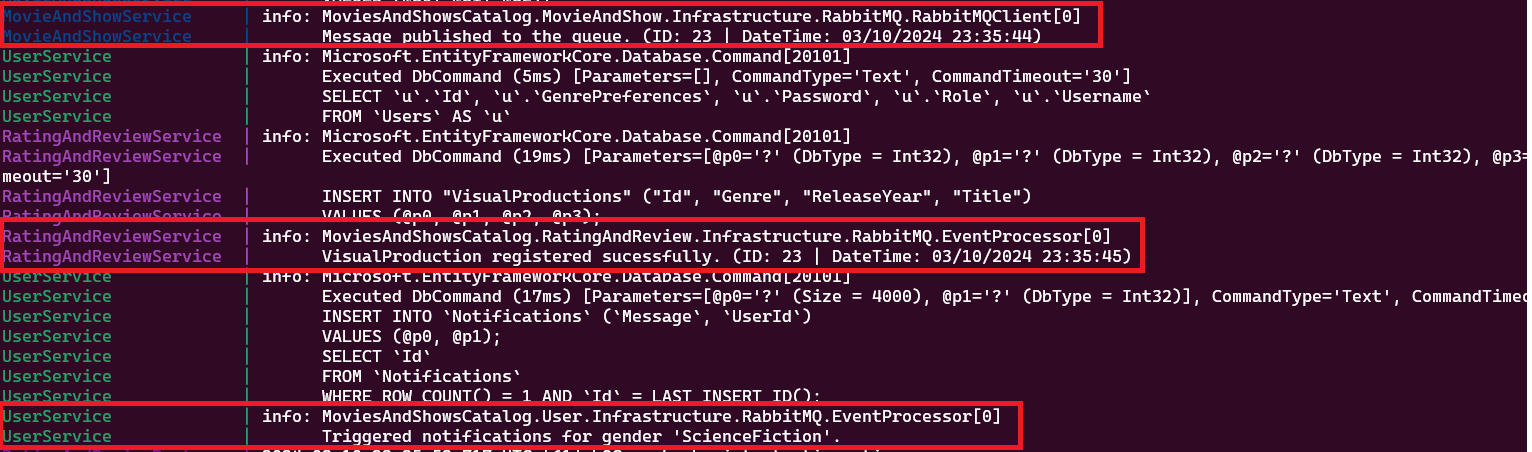 MovieAndShowService | info: MoviesAndShowsCatalog.MovieAndShow.Infrastructure.RabbitMQ.RabbitMQClient[0]
MovieAndShowService | Message published to the queue. (ID: 23 | DateTime: 03/10/2024 23:35:44)
UserService | info: Microsoft.EntityFrameworkCore.Database.Command[20101]
UserService | Executed DbCommand (5ms) [Parameters=[], CommandType='Text', CommandTimeout='30']
UserService | SELECT `u`.`Id`, `u`.`GenrePreferences`, `u`.`Password`, `u`.`Role`, `u`.`Username`
UserService | FROM `Users` AS `u`
RatingAndReviewService | info: Microsoft.EntityFrameworkCore.Database.Command[20101]
RatingAndReviewService | Executed DbCommand (19ms) [Parameters=[@p0='?' (DbType = Int32), @p1='?' (DbType = Int32), @p2='?' (DbType = Int32), @p3=
meout='30']
RatingAndReviewService | INSERT INTO "VisualProductions" ("Id", "Genre", "ReleaseYear", "Title")
RatingAndReviewService | VALUES (@p0, @p1, @p2, @p3);
RatingAndReviewService | info: MoviesAndShowsCatalog.RatingAndReview.Infrastructure.RabbitMQ.EventProcessor[0]
RatingAndReviewService | VisualProduction registered sucessfully. (ID: 23 | DateTime: 03/10/2024 23:35:45)
UserService | info: Microsoft.EntityFrameworkCore.Database.Command[20101]
UserService | Executed DbCommand (17ms) [Parameters=[@p0='?' (Size = 4000), @p1='?' (DbType = Int32)], CommandType='Text', CommandTimeo
UserService | INSERT INTO `Notifications` (`Message`, `UserId`)
UserService | VALUES (@p0, @p1);
UserService | SELECT `Id`
UserService | FROM `Notifications`
UserService | WHERE ROW_COUNT() = 1 AND `Id` = LAST_INSERT_ID();
UserService | info: MoviesAndShowsCatalog.User.Infrastructure.RabbitMQ.EventProcessor[0]
UserService | Triggered notifications for gender 'ScienceFiction'.